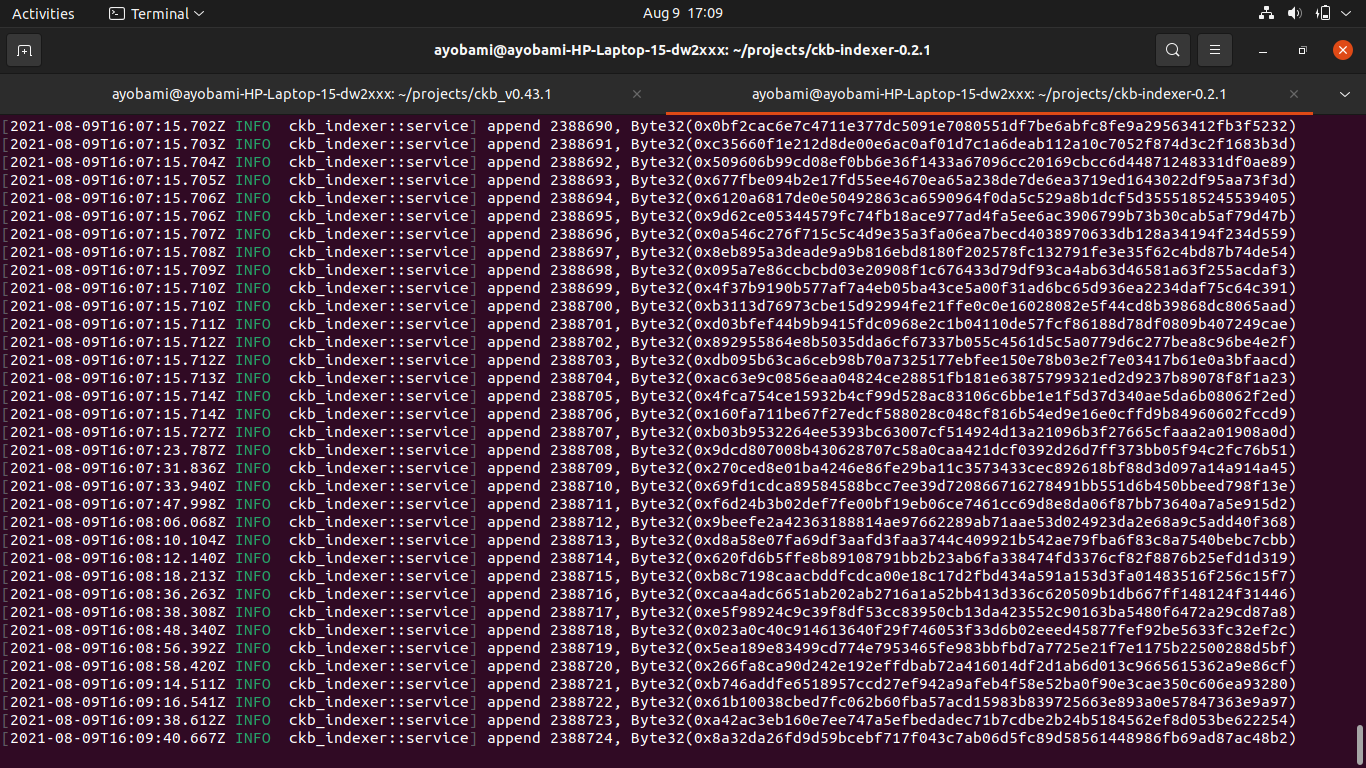 Activities Terminal Aug 9 17:09
ayobami@ayobami-HP-Laptop-15-dw2xxx: ~/projects/ckb-indexer-0.2.1
ayobami@ayobami-HP-Laptop-15-dw2xxx: ~/projects/ckb_v0.43.1 ayobami@ayobami-HP-Laptop-15-dw2xxx: ~/projects/ckb-indexer-0.2.1
[2021-08-09T16:07:15.702Z INFO  ckb_indexer::service] append 2388690, Byte32(0x0bf2cac6e7c4711e377dc5091e7080551df7be6abfc8fe9a29563412fb3f5232)
[2021-08-09T16:07:15.703Z INFO  ckb_indexer::service] append 2388691, Byte32(0xc35660f1e212d8de00e6ac0af01d7c1a6deab112a10c7052f874d3c2f1683b3d)
[2021-08-09T16:07:15.704Z INFO  ckb_indexer::service] append 2388692, Byte32(0x509606b99cd08ef0bb6e36f1433a67096cc20169cbcc6d44871248331df0ae89)
[2021-08-09T16:07:15.705Z INFO  ckb_indexer::service] append 2388693, Byte32(0x677fbe094b2e17fd55ee4670ea65a238de7de6ea3719ed1643022df95aa73f3d)
[2021-08-09T16:07:15.706Z INFO  ckb_indexer::service] append 2388694, Byte32(0x6120a6817de0e50492863ca6590964f0da5c529a8b1dcf5d3555185245539405)
[2021-08-09T16:07:15.706Z INFO  ckb_indexer::service] append 2388695, Byte32(0x9d62ce05344579fc74fb18ace977ad4fa5ee6ac3906799b73b30cab5af79d47b)
[2021-08-09T16:07:15.707Z INFO  ckb_indexer::service] append 2388696, Byte32(0x0a546c276f715c5c4d9e35a3fa06ea7becd4038970633db128a34194f234d559)
[2021-08-09T16:07:15.708Z INFO  ckb_indexer::service] append 2388697, Byte32(0x8eb895a3deade9a9b816ebd8180f202578fc132791fe3e35f62c4bd87b74de54)
[2021-08-09T16:07:15.709Z INFO  ckb_indexer::service] append 2388698, Byte32(0x095a7e86ccbcbd03e20908f1c676433d79df93ca4ab63d46581a63f255acdaf3)
[2021-08-09T16:07:15.710Z INFO  ckb_indexer::service] append 2388699, Byte32(0x4f37b9190b577af7a4eb05ba43ce5a00f31ad6bc65d936ea2234daf75c64c391)
[2021-08-09T16:07:15.710Z INFO  ckb_indexer::service] append 2388700, Byte32(0xb3113d76973cbe15d92994fe21ffe0c0e16028082e5f44cd8b39868dc8065aad)
[2021-08-09T16:07:15.711Z INFO  ckb_indexer::service] append 2388701, Byte32(0xd03bfef44b9b9415fdc0968e2c1b04110de57fcf86188d78df0809b407249cae)
[2021-08-09T16:07:15.712Z INFO  ckb_indexer::service] append 2388702, Byte32(0x892955864e8b5035dda6cf67337b055c4561d5c5a0779d6c277bea8c96be4e2f)
[2021-08-09T16:07:15.712Z INFO  ckb_indexer::service] append 2388703, Byte32(0xdb095b63ca6ceb98b70a7325177ebfee150e78b03e2f7e03417b61e0a3bfaacd)
[2021-08-09T16:07:15.713Z INFO  ckb_indexer::service] append 2388704, Byte32(0xac63e9c0856eaa04824ce28851fb181e63875799321ed2d9237b89078f8f1a23)
[2021-08-09T16:07:15.714Z INFO  ckb_indexer::service] append 2388705, Byte32(0x4fca754ce15932b4cf99d528ac83106c6bbe1e1f5d37d340ae5da6b08062f2ed)
[2021-08-09T16:07:15.714Z INFO  ckb_indexer::service] append 2388706, Byte32(0x160fa711be67f27edcf588028c048cf816b54ed9e16e0cffd9b84960602fccd9)
[2021-08-09T16:07:15.727Z INFO  ckb_indexer::service] append 2388707, Byte32(0xb03b9532264ee5393bc63007cf514924d13a21096b3f27665cfaaa2a01908a0d)
[2021-08-09T16:07:23.787Z INFO  ckb_indexer::service] append 2388708, Byte32(0x9dcd807008b430628707c58a0caa421dcf0392d26d7ff373bb05f94c2fc76b51)
[2021-08-09T16:07:31.836Z INFO  ckb_indexer::service] append 2388709, Byte32(0x270ced8e01ba4246e86fe29ba11c3573433cec892618bf88d3d097a14a914a45)
[2021-08-09T16:07:33.940Z INFO  ckb_indexer::service] append 2388710, Byte32(0x69fd1cdca89584588bcc7ee39d720866716278491bb551d6b450bbeed798f13e)
[2021-08-09T16:07:47.998Z INFO  ckb_indexer::service] append 2388711, Byte32(0xf6d24b3b02def7fe00bf19eb06ce7461cc69d8e8da06f87bb73640a7a5e915d2)
[2021-08-09T16:08:06.068Z INFO  ckb_indexer::service] append 2388712, Byte32(0x9beefe2a42363188814ae97662289ab71aae53d024923da2e68a9c5add40f368)
[2021-08-09T16:08:10.104Z INFO  ckb_indexer::service] append 2388713, Byte32(0xd8a58e07fa69df3aafd3faa3744c409921b542ae79fba6f83c8a7540bebc7cbb)
[2021-08-09T16:08:12.140Z INFO  ckb_indexer::service] append 2388714, Byte32(0x620fd6b5ffe8b89108791bb2b23ab6fa338474fd3376cf82f8876b25efd1d319)
[2021-08-09T16:08:18.213Z INFO  ckb_indexer::service] append 2388715, Byte32(0xb8c7198caacbddfcdca00e18c17d2fbd434a591a153d3fa01483516f256c15f7)
[2021-08-09T16:08:36.263Z INFO  ckb_indexer::service] append 2388716, Byte32(0xcaa4adc6651ab202ab2716a1a52bb413d336c620509b1db667ff148124f31446)
[2021-08-09T16:08:38.308Z INFO  ckb_indexer::service] append 2388717, Byte32(0xe5f98924c9c39f8df53cc83950cb13da423552c90163ba5480f6472a29cd87a8)
[2021-08-09T16:08:48.340Z INFO  ckb_indexer::service] append 2388718, Byte32(0x023a0c40c914613640f29f746053f33d6b02eeed45877fef92be5633fc32ef2c)
[2021-08-09T16:08:56.392Z INFO  ckb_indexer::service] append 2388719, Byte32(0x5ea189e83499cd774e7953465fe983bbfbd7a7725e21f7e1175b22500288d5bf)
[2021-08-09T16:08:58.420Z INFO  ckb_indexer::service] append 2388720, Byte32(0x266fa8ca90d242e192effdbab72a416014df2d1ab6d013c9665615362a9e86cf)
[2021-08-09T16:09:14.511Z INFO  ckb_indexer::service] append 2388721, Byte32(0xb746addfe6518957ccd27ef942a9afeb4f58e52ba0f90e3cae350c606ea93280)
[2021-08-09T16:09:16.541Z INFO  ckb_indexer::service] append 2388722, Byte32(0x61b10038cbed7fc062b60fba57acd15983b839725663e893a0e57847363e9a97)
[2021-08-09T16:09:38.612Z INFO  ckb_indexer::service] append 2388723, Byte32(0xa42ac3eb160e7ee747a5efbedadec71b7cdbe2b24b5184562ef8d053be622254)
[2021-08-09T16:09:40.667Z INFO  ckb_indexer::service] append 2388724, Byte32(0x8a32da26fd9d59bcebf717f043c7ab06d5fc89d58561448986fb69ad87ac48b2)